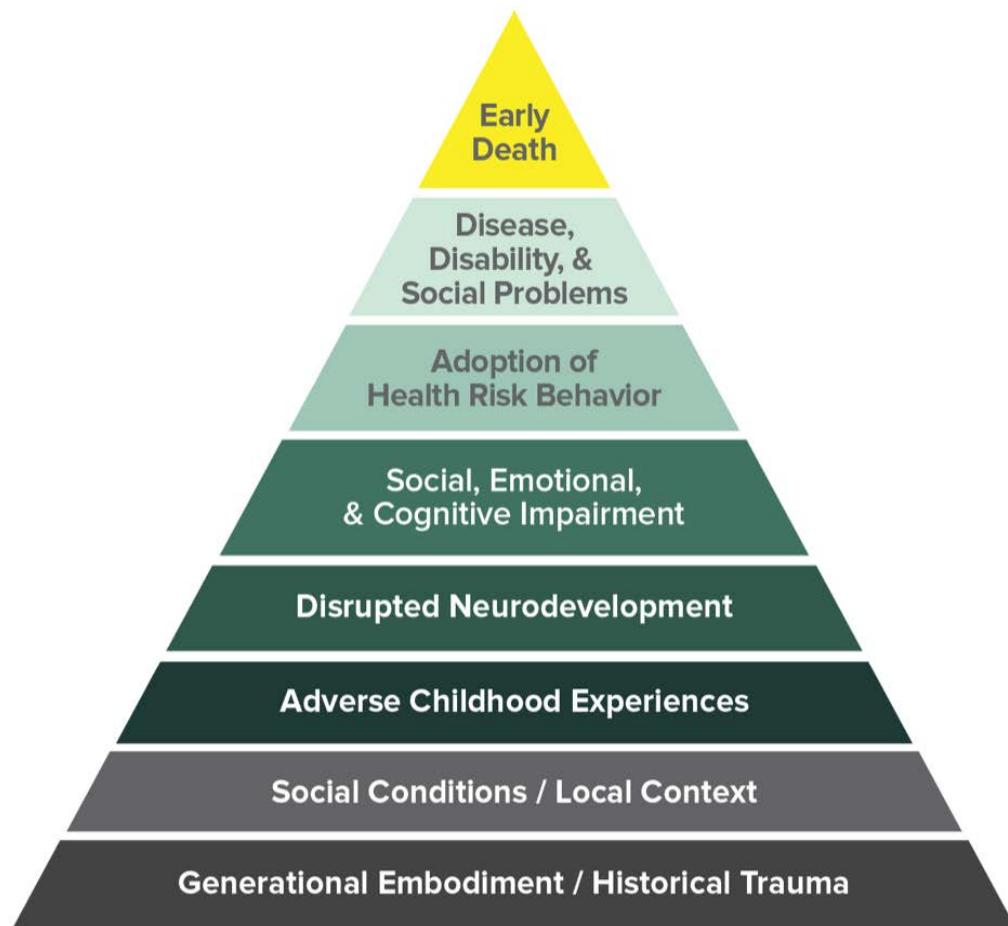 Early
Death
Disease,
Disability, &
Social Problems
Adoption of
Health Risk Behavior
Social, Emotional,
& Cognitive Impairment
Disrupted Neurodevelopment
Adverse Childhood Experiences
Social Conditions / Local Context
Generational Embodiment / Historical Trauma